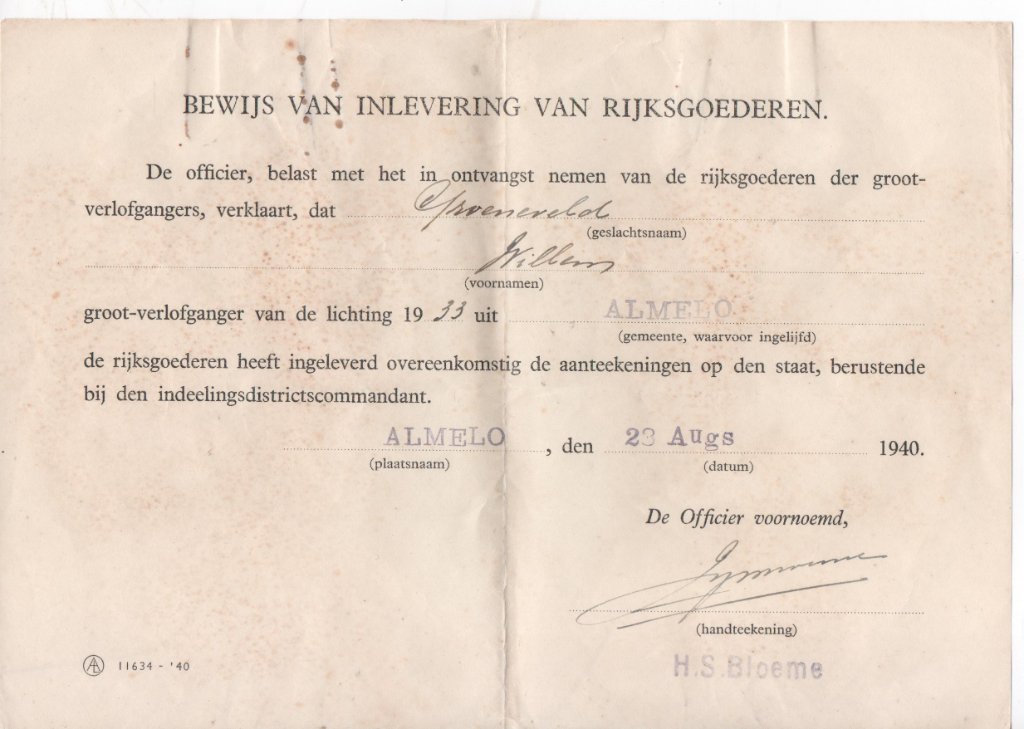 BEWIJS VAN INLEVERING VAN RIJKSGOEDEREN.
De officier, belast met het in ontvangst nemen van de rijksgoederen der groot-
verlofgangers, verklaart, dat Groeneveld
(geslachtsnaam)
Willem
(voornamen)
groot-verlofganger van de lichting 1933 uit ALMELO
(gemeente, waarvoor ingelijfd)
de rijksgoederen heeft ingeleverd overeenkomstig de aanteekeningen op den staat, berustende
bij den indeelingsdistrictscommandant.
ALMELO, den 23 Augs 1940.
(plaatsnaam) (datum)
De Officier voornoemd,
(handteekening)
H.S.Bloeme
11634 - '40